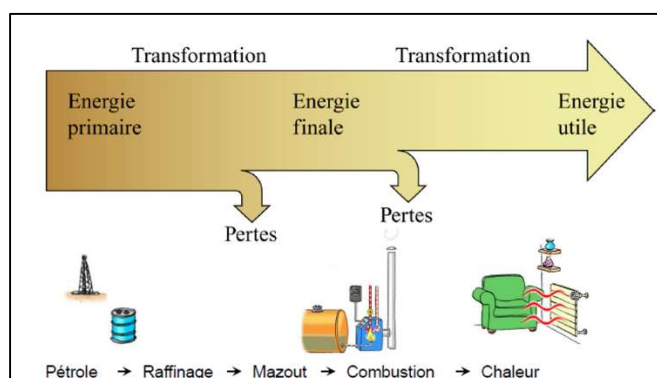 Transformation Transformation
Energie Energie Energie
primaire finale utile
Pertes Pertes
Pétrole → Raffinage → Mazout → Combustion → Chaleur